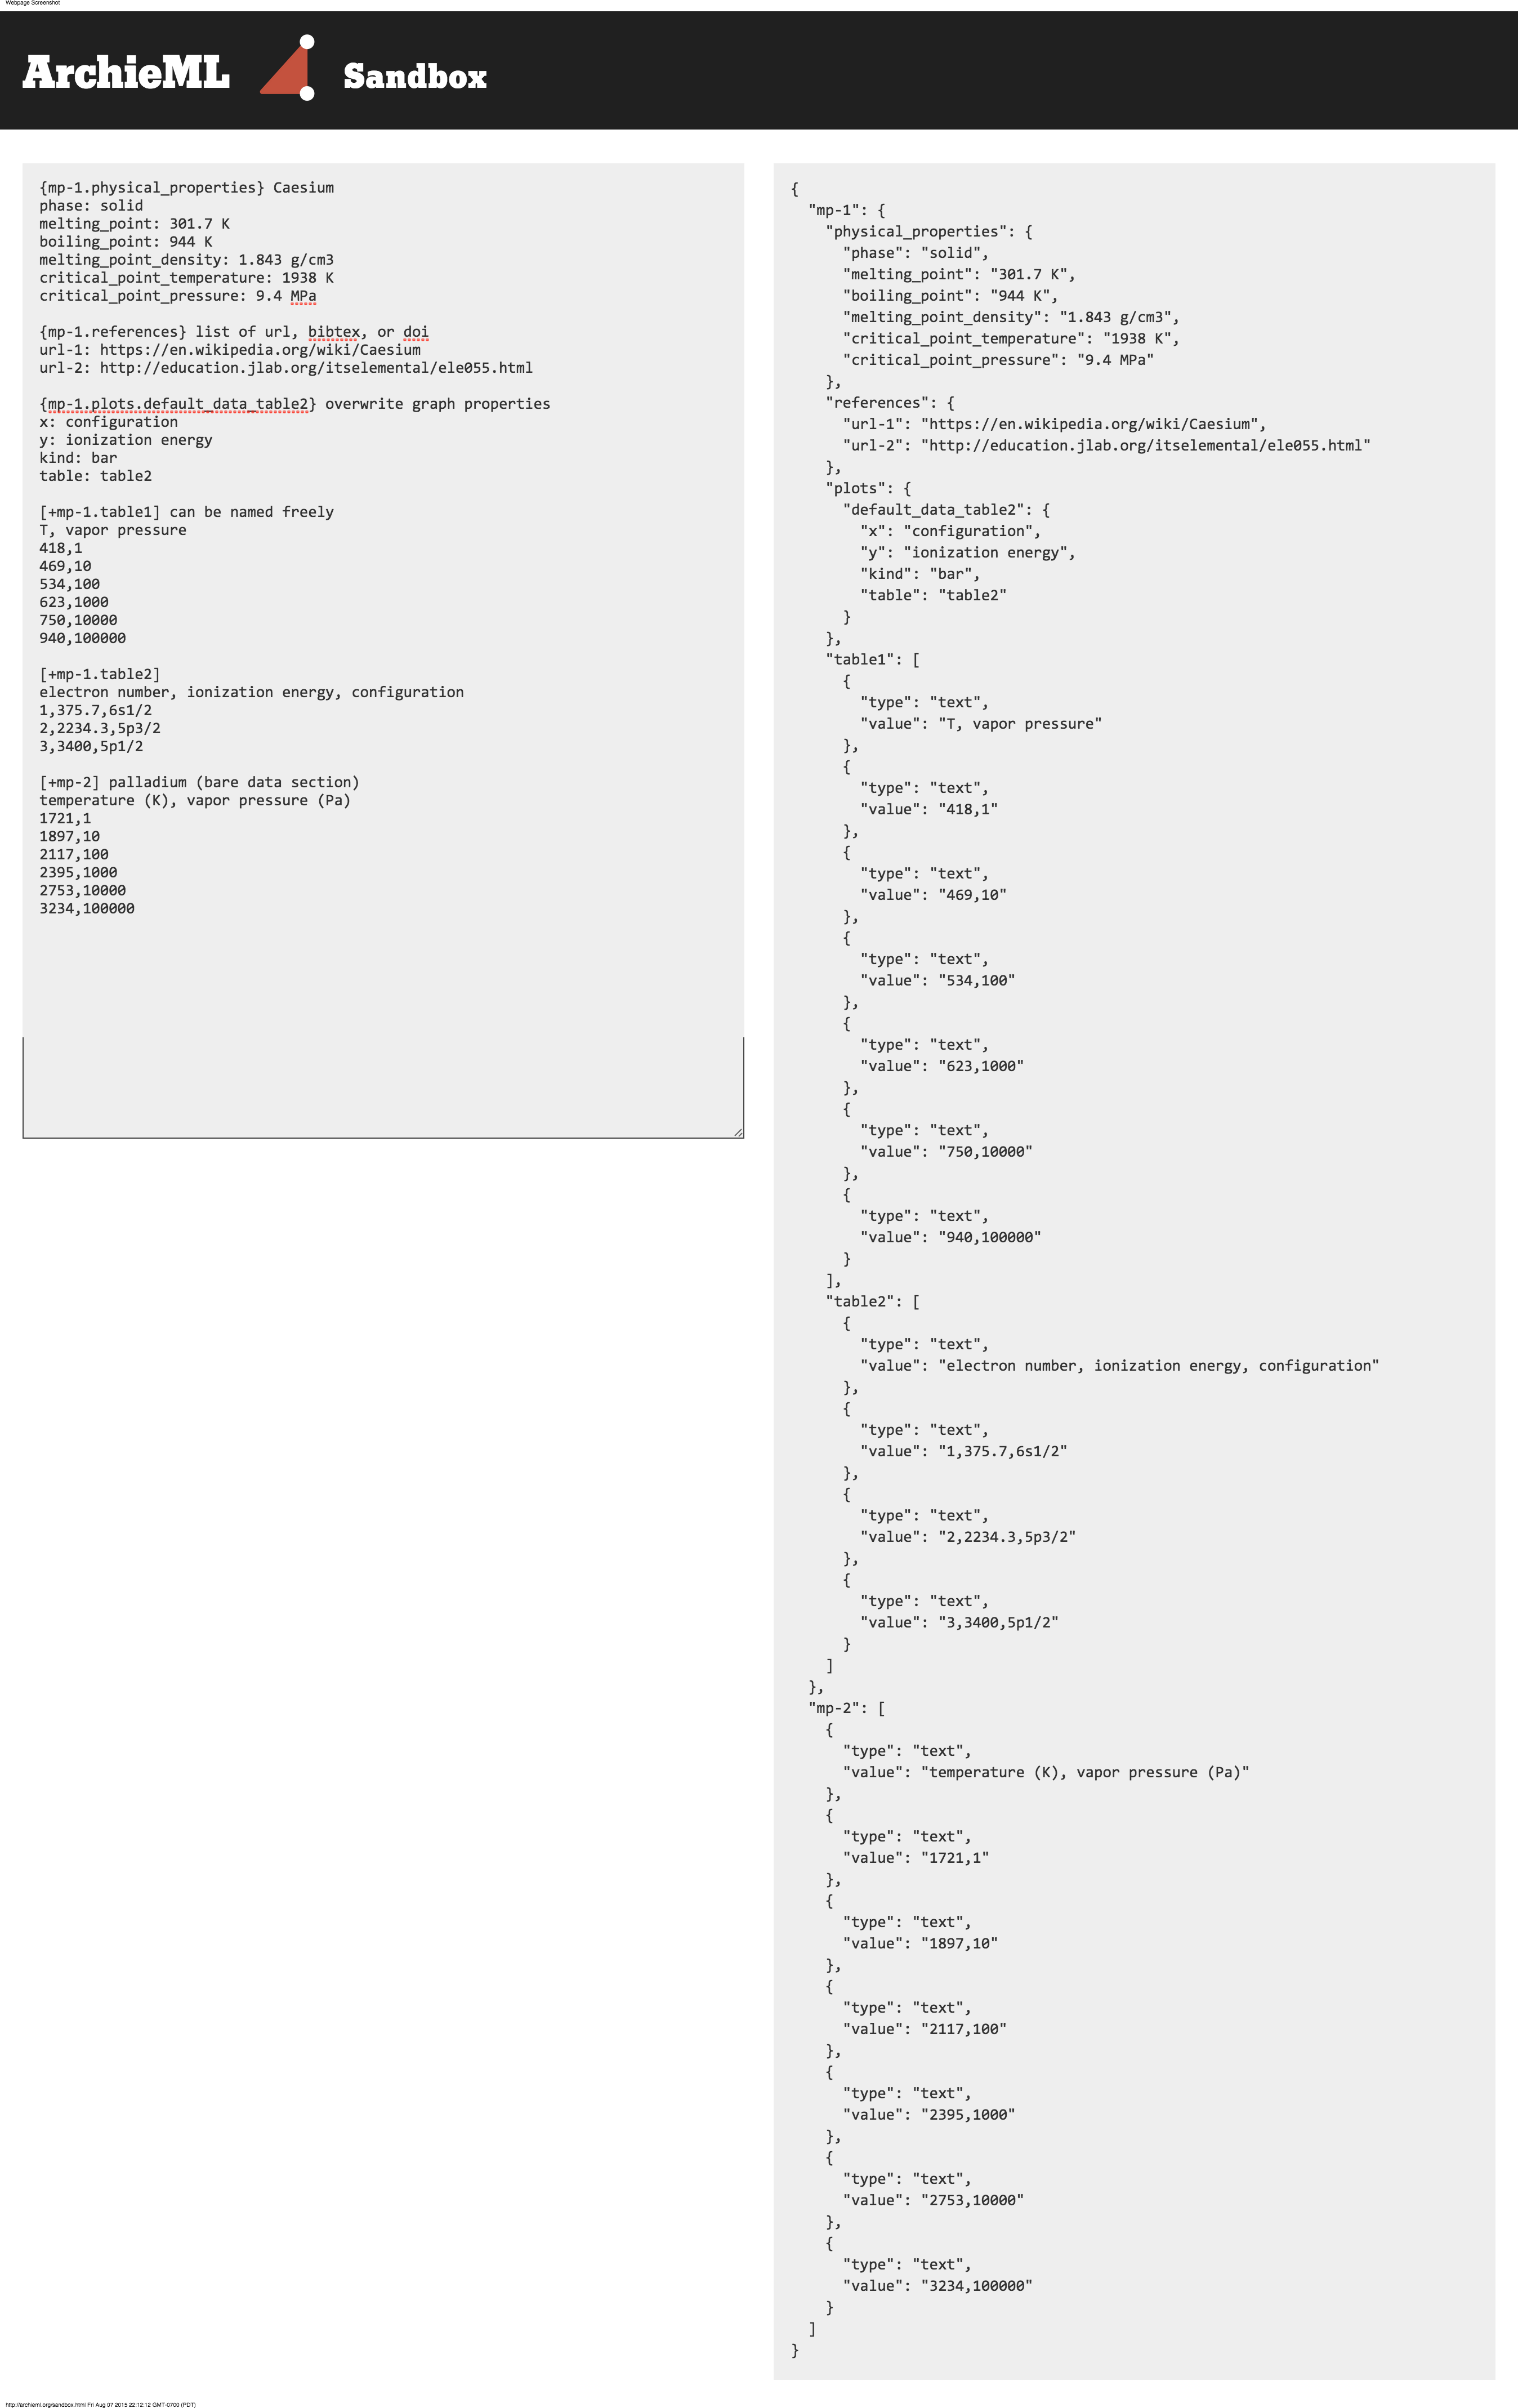 Webpage Screenshot
ArchieML Sandbox
{mp-1.physical_properties} Caesium
phase: solid
melting_point: 301.7 K
boiling_point: 944 K
melting_point_density: 1.843 g/cm3
critical_point_temperature: 1938 K
critical_point_pressure: 9.4 MPa

{mp-1.references} list of url, bibtex, or doi
url-1: https://en.wikipedia.org/wiki/Caesium
url-2: http://education.jlab.org/itselemental/ele055.html

{mp-1.plots.default_data_table2} overwrite graph properties
x: configuration
y: ionization energy
kind: bar
table: table2

[+mp-1.table1] can be named freely
T, vapor pressure
418,1
469,10
534,100
623,1000
750,10000
940,100000

[+mp-1.table2]
electron number, ionization energy, configuration
1,375.7,6s1/2
2,2234.3,5p3/2
3,3400,5p1/2

[+mp-2] palladium (bare data section)
temperature (K), vapor pressure (Pa)
1721,1
1897,10
2117,100
2395,1000
2753,10000
3234,100000

{
  "mp-1": {
    "physical_properties": {
      "phase": "solid",
      "melting_point": "301.7 K",
      "boiling_point": "944 K",
      "melting_point_density": "1.843 g/cm3",
      "critical_point_temperature": "1938 K",
      "critical_point_pressure": "9.4 MPa"
    },
    "references": {
      "url-1": "https://en.wikipedia.org/wiki/Caesium",
      "url-2": "http://education.jlab.org/itselemental/ele055.html"
    },
    "plots": {
      "default_data_table2": {
        "x": "configuration",
        "y": "ionization energy",
        "kind": "bar",
        "table": "table2"
      }
    },
    "table1": [
      {
        "type": "text",
        "value": "T, vapor pressure"
      },
      {
        "type": "text",
        "value": "418,1"
      },
      {
        "type": "text",
        "value": "469,10"
      },
      {
        "type": "text",
        "value": "534,100"
      },
      {
        "type": "text",
        "value": "623,1000"
      },
      {
        "type": "text",
        "value": "750,10000"
      },
      {
        "type": "text",
        "value": "940,100000"
      }
    ],
    "table2": [
      {
        "type": "text",
        "value": "electron number, ionization energy, configuration"
      },
      {
        "type": "text",
        "value": "1,375.7,6s1/2"
      },
      {
        "type": "text",
        "value": "2,2234.3,5p3/2"
      },
      {
        "type": "text",
        "value": "3,3400,5p1/2"
      }
    ]
  },
  "mp-2": [
    {
      "type": "text",
      "value": "temperature (K), vapor pressure (Pa)"
    },
    {
      "type": "text",
      "value": "1721,1"
    },
    {
      "type": "text",
      "value": "1897,10"
    },
    {
      "type": "text",
      "value": "2117,100"
    },
    {
      "type": "text",
      "value": "2395,1000"
    },
    {
      "type": "text",
      "value": "2753,10000"
    },
    {
      "type": "text",
      "value": "3234,100000"
    }
  ]
}
http://archieml.org/sandbox.html Fri Aug 07 2015 22:12:12 GMT-0700 (PDT)